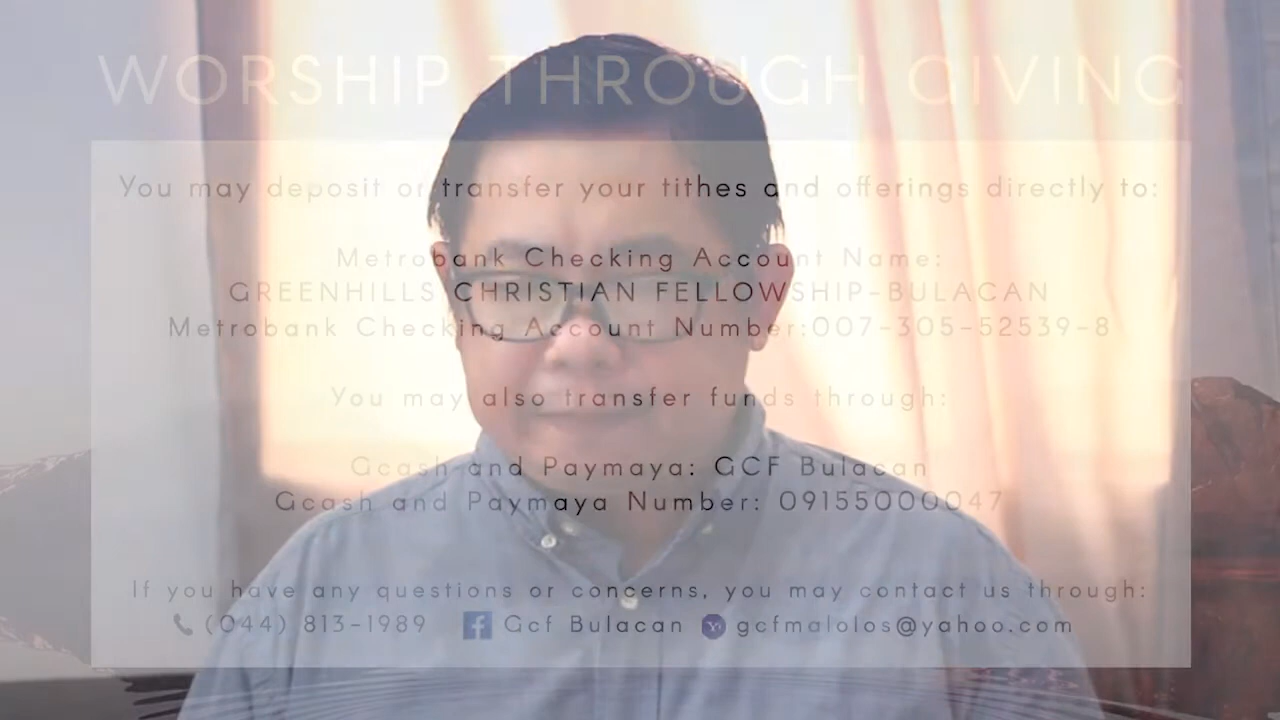 WORSHIP THROUGH GIVING
You may deposit or transfer your tithes and offerings directly to:
Metrobank Checking Account Name:
GREENHILLS CHRISTIAN FELLOWSHIP-BULACAN
Metrobank Checking Account Number:007-305-52539-8
You may also transfer funds through:
Gcash and Paymaya: GCF Bulacan
Gcash and Paymaya Number: 09155000047
If you have any questions or concerns, you may contact us through:
(044) 813-1989 Gcf Bulacan gcfmalolos@yahoo.com